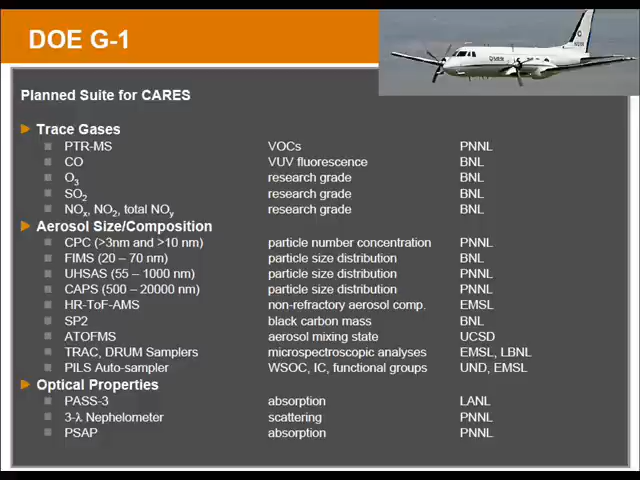 DOE G-1
Planned Suite for CARES
Trace Gases
PTR-MS VOCs PNNL
CO VUV fluorescence BNL
O3 research grade BNL
SO2 research grade BNL
NOx, NO2, total NOy research grade BNL
Aerosol Size/Composition
CPC (>3nm and >10 nm) particle number concentration PNNL
FIMS (20 – 70 nm) particle size distribution BNL
UHSAS (55 – 1000 nm) particle size distribution PNNL
CAPS (500 – 20000 nm) particle size distribution PNNL
HR-ToF-AMS non-refractory aerosol comp. EMSL
SP2 black carbon mass BNL
ATOFMS aerosol mixing state UCSD
TRAC, DRUM Samplers microspectroscopic analyses EMSL, LBNL
PILS Auto-sampler WSOC, IC, functional groups UND, EMSL
Optical Properties
PASS-3 absorption LANL
3-λ Nephelometer scattering PNNL
PSAP absorption PNNL